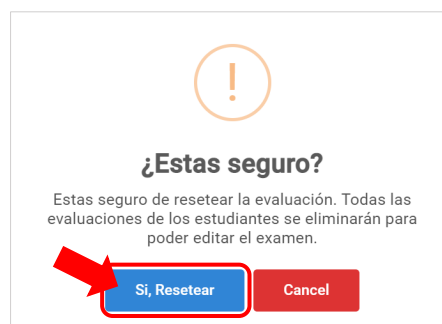 !
¿Estas seguro?
Estas seguro de resetear la evaluación. Todas las
evaluaciones de los estudiantes se eliminarán para
poder editar el examen.
Si, Resetear
Cancel